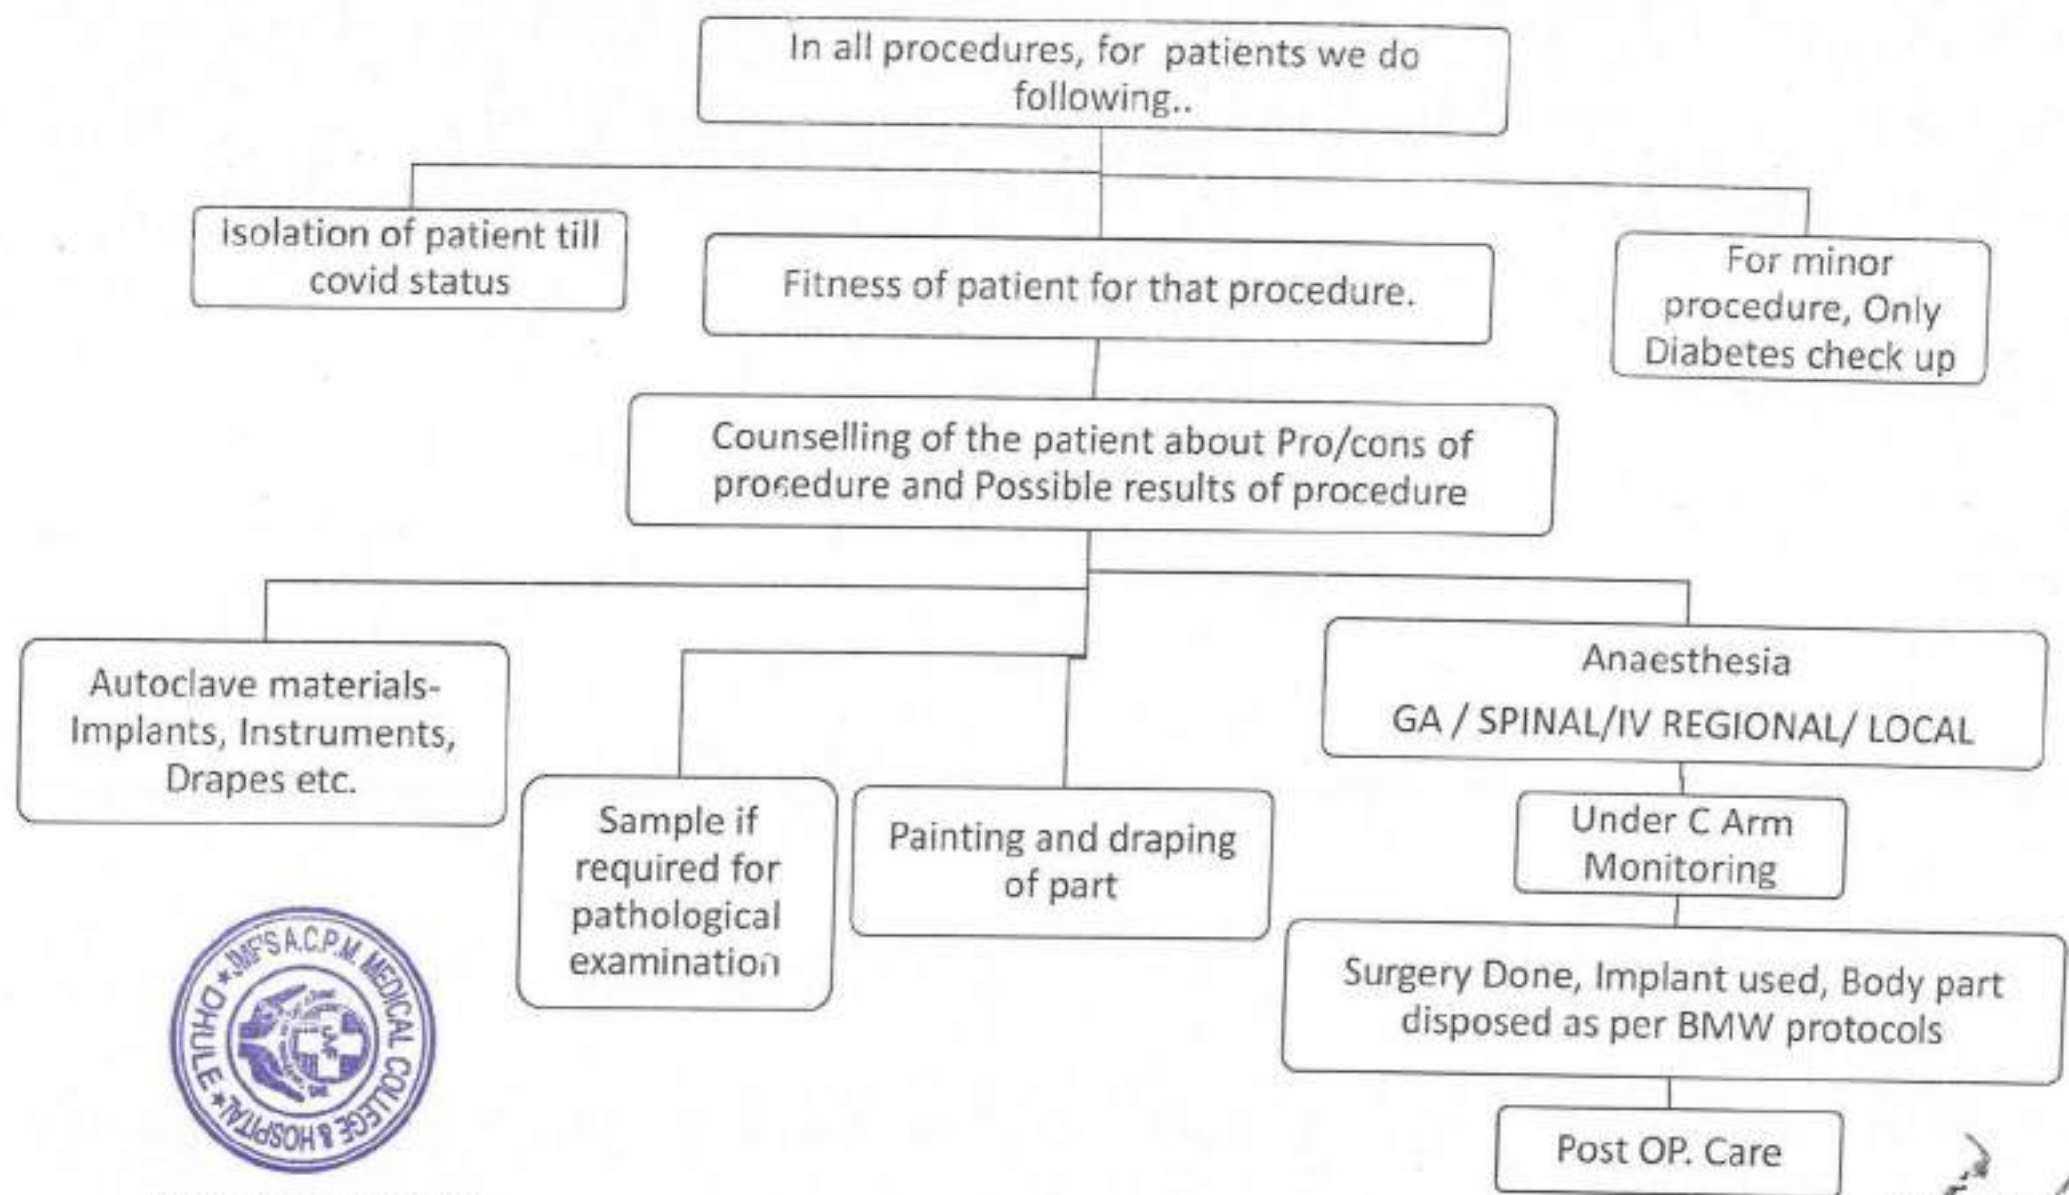 In all procedures, for patients we do
following..
Isolation of patient till
covid status
Fitness of patient for that procedure.
For minor
procedure, Only
Diabetes check up
Counselling of the patient about Pro/cons of
procedure and Possible results of procedure
Autoclave materials-
Implants, Instruments,
Drapes etc.
Sample if
required for
pathological
examination
Painting and draping
of part
Anaesthesia
GA / SPINAL/IV REGIONAL/ LOCAL
Under C Arm
Monitoring
Surgery Done, Implant used, Body part
disposed as per BMW protocols
Post OP. Care
JMF'S A.C.P.M. MEDICAL COLLEGE & HOSPITAL
★ DHULE ★
JMF